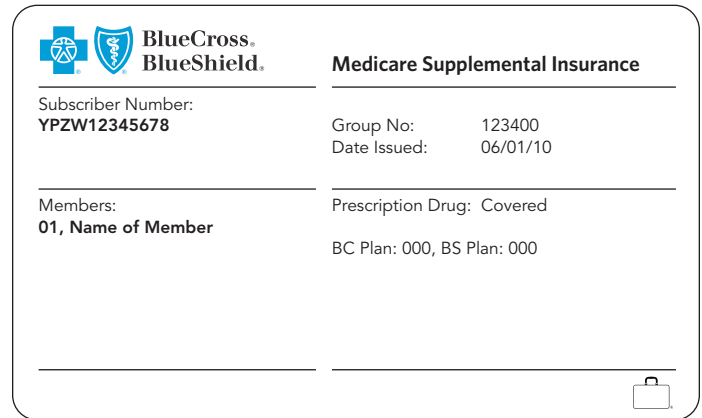 BlueCross®
BlueShield®
Medicare Supplemental Insurance
Subscriber Number:
YPZW12345678
Group No: 123400
Date Issued: 06/01/10
Members:
01, Name of Member
Prescription Drug: Covered
BC Plan: 000, BS Plan: 000